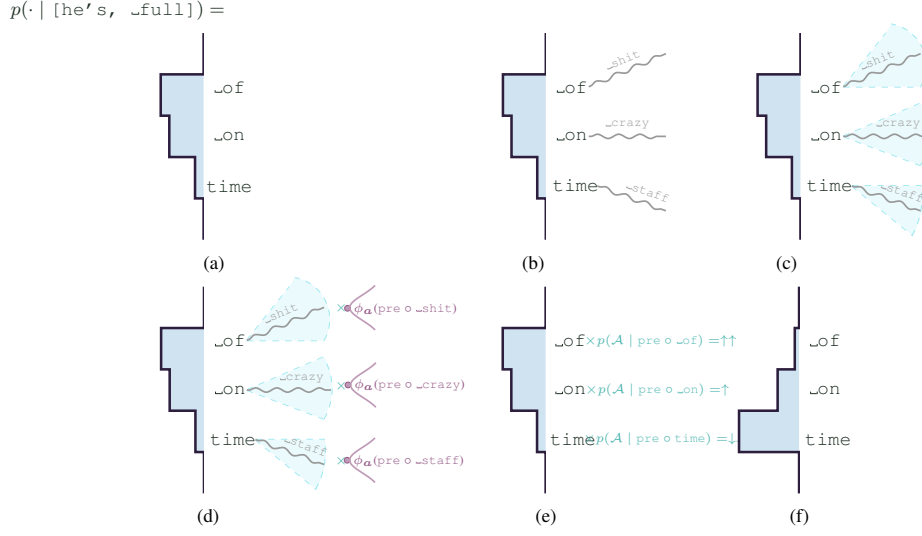 p(· | [he's, ␣full]) =
␣of
␣on
time
(a)
␣of ␣shit
␣on ␣crazy
time ␣staff
(b)
␣of ␣shit
␣on ␣crazy
time ␣staff
(c)
␣of ␣shit ×ϕₐ(pre ∘ ␣shit)
␣on ␣crazy ×ϕₐ(pre ∘ ␣crazy)
time ␣staff ×ϕₐ(pre ∘ ␣staff)
(d)
␣of ×p(𝒜 | pre ∘ ␣of) =↑↑
␣on ×p(𝒜 | pre ∘ ␣on) =↑
time ×p(𝒜 | pre ∘ time) =↓
(e)
␣of
␣on
time
(f)